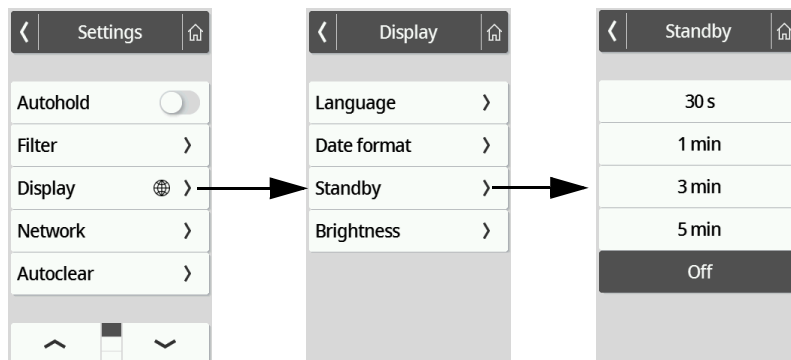 Settings
Autohold
Filter
Display
Network
Autoclear
Display
Language
Date format
Standby
Brightness
Standby
30 s
1 min
3 min
5 min
Off